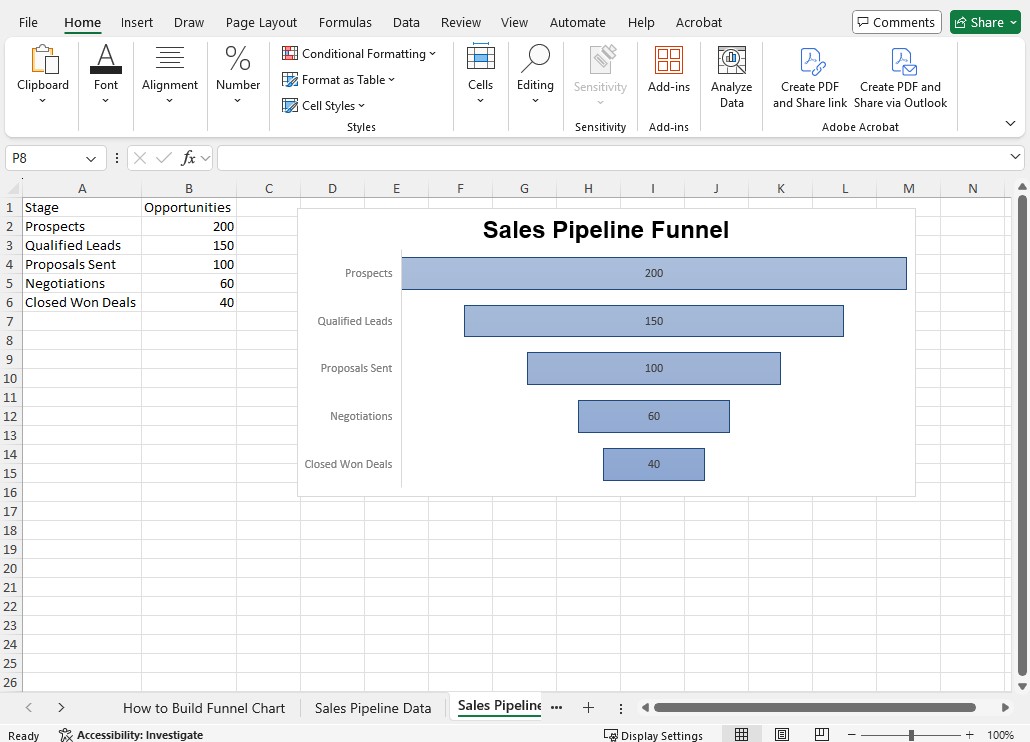 File Home Insert Draw Page Layout Formulas Data Review View Automate Help Acrobat Comments Share
Clipboard Font Alignment % Number Conditional Formatting Format as Table Cell Styles Cells Editing Sensitivity Add-ins Analyze Data Create PDF and Share link Create PDF and Share via Outlook
Styles Sensitivity Add-ins Adobe Acrobat
P8 fx
A B C D E F G H I J K L M N
1 Stage Opportunities
2 Prospects 200
3 Qualified Leads 150
4 Proposals Sent 100
5 Negotiations 60
6 Closed Won Deals 40
7
8
9
10
11
12
13
14
15
16
17
18
19
20
21
22
23
24
25
26
Sales Pipeline Funnel
Prospects 200
Qualified Leads 150
Proposals Sent 100
Negotiations 60
Closed Won Deals 40
How to Build Funnel Chart Sales Pipeline Data Sales Pipeline
Ready Accessibility: Investigate Display Settings 100%